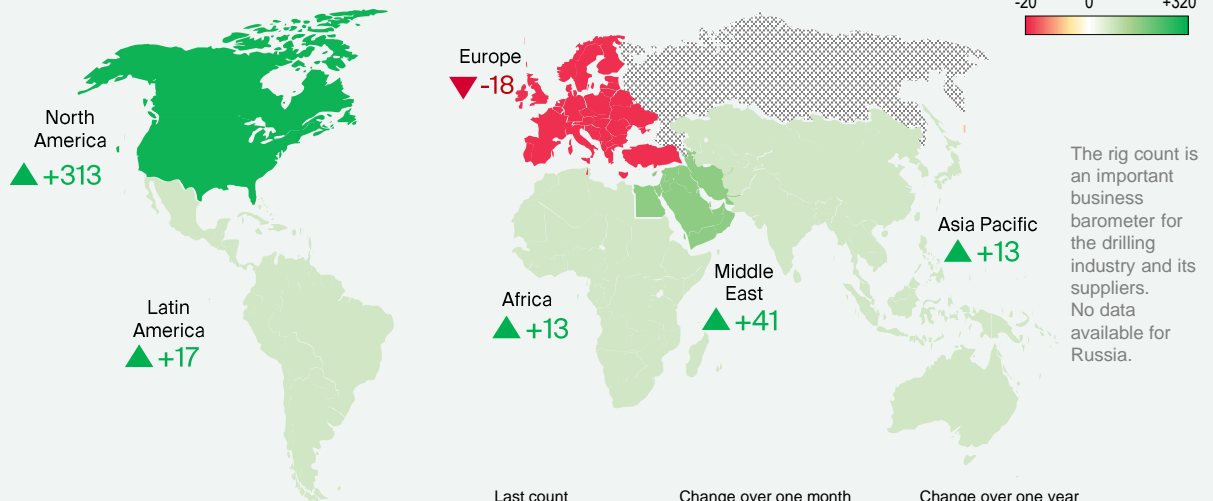 -20 0 +320
Europe
-18
North
America
+313
The rig count is
an important
business
barometer for
the drilling
industry and its
suppliers.
No data
available for
Russia.
Asia Pacific
+13
Middle
East
+41
Africa
+13
Latin
America
+17
Last count Change over one month Change over one year